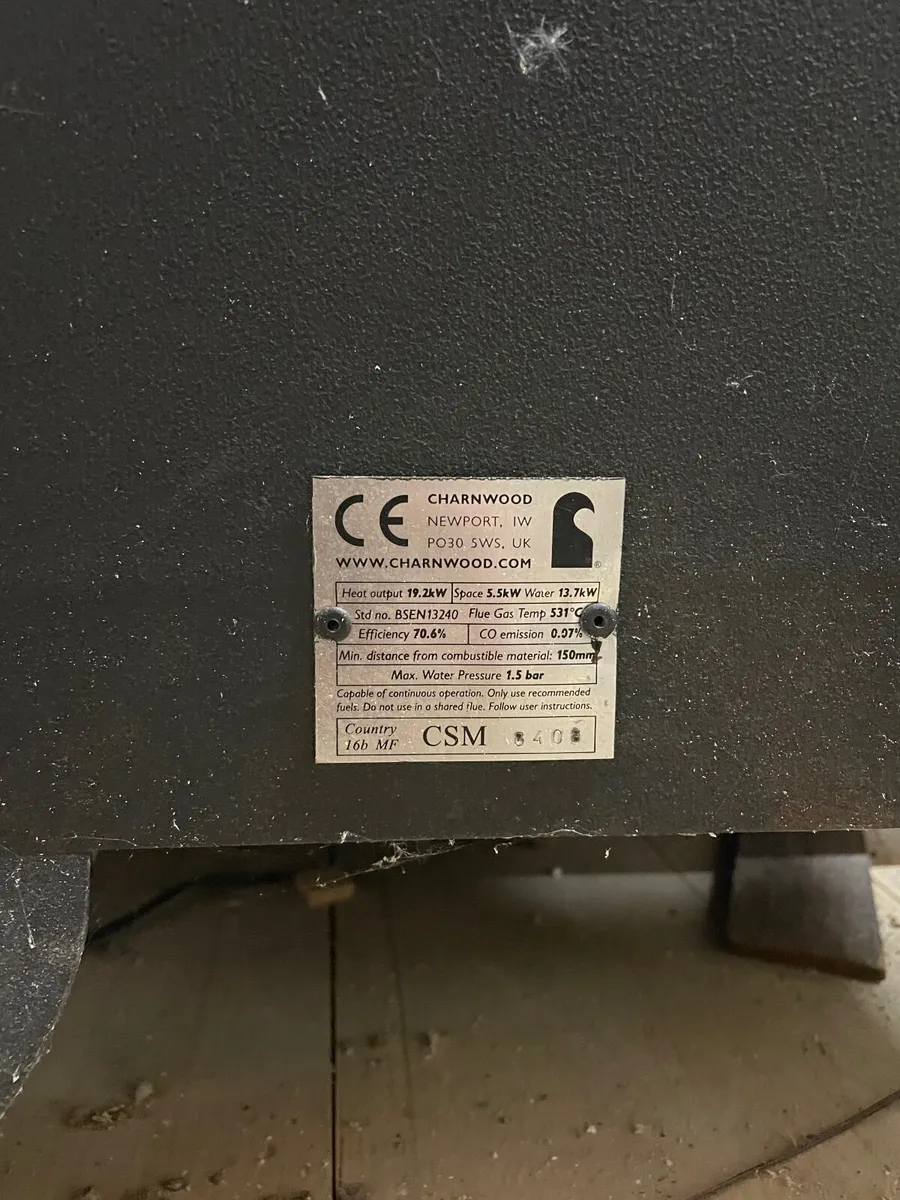 CE CHARNWOOD
NEWPORT, IW
PO30 5WS, UK
WWW.CHARNWOOD.COM
Heat output 19.2kW Space 5.5kW Water 13.7kW
Std no. BSEN13240 Flue Gas Temp 531°C
Efficiency 70.6% CO emission 0.07%
Min. distance from combustible material: 150mm
Max. Water Pressure 1.5 bar
Capable of continuous operation. Only use recommended
fuels. Do not use in a shared flue. Follow user instructions.
Country
16b MF
CSM